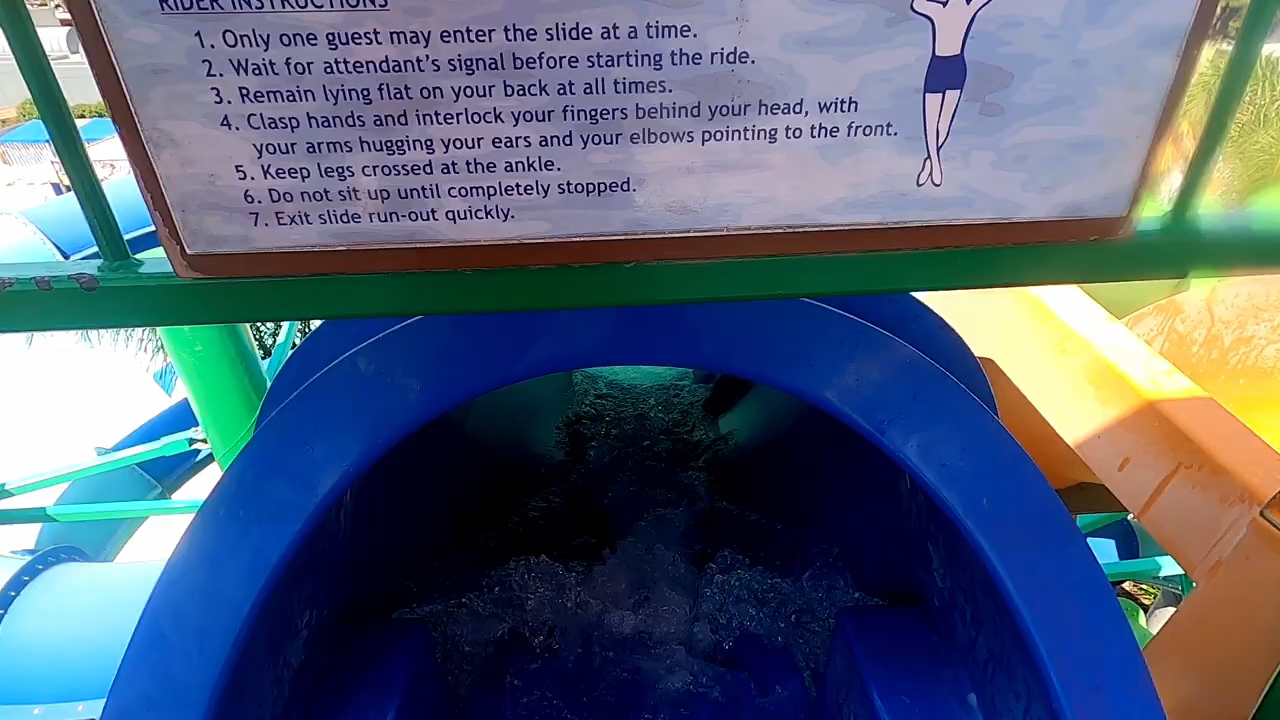 RIDER INSTRUCTIONS
1. Only one guest may enter the slide at a time.
2. Wait for attendant's signal before starting the ride.
3. Remain lying flat on your back at all times.
4. Clasp hands and interlock your fingers behind your head, with
your arms hugging your ears and your elbows pointing to the front.
5. Keep legs crossed at the ankle.
6. Do not sit up until completely stopped.
7. Exit slide run-out quickly.